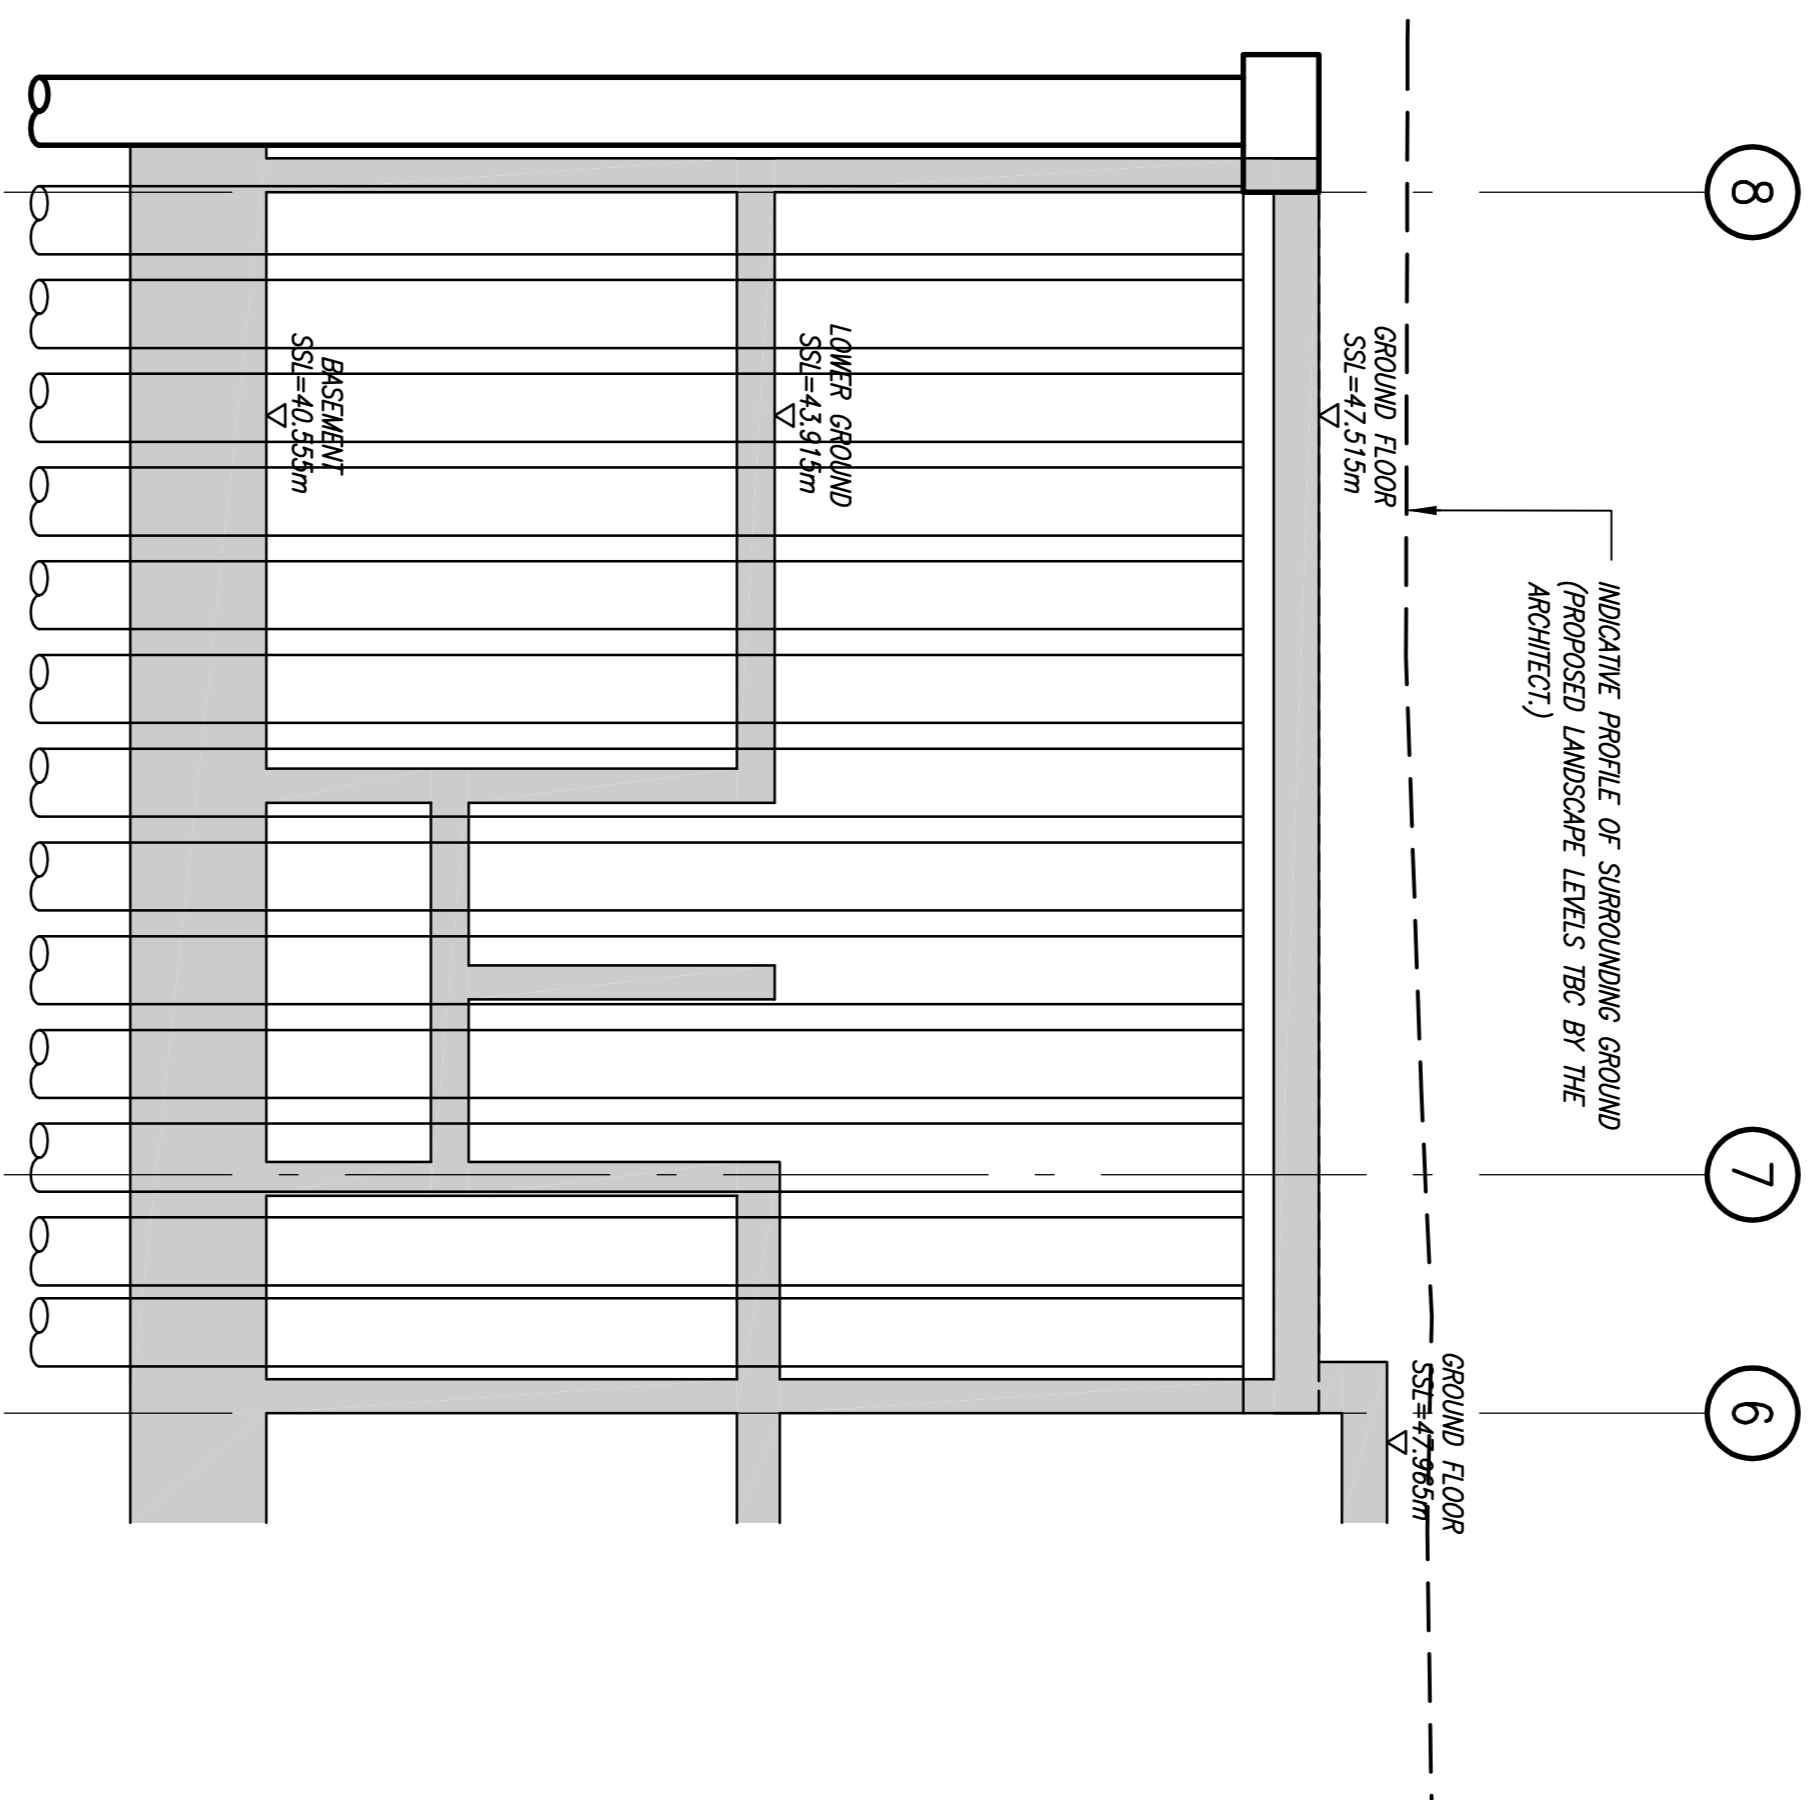 8
7
6
INDICATIVE PROFILE OF SURROUNDING GROUND
(PROPOSED LANDSCAPE LEVELS TBC BY THE
ARCHITECT.)
GROUND FLOOR
SSL=47.515m
GROUND FLOOR
SSL=47.965m
LOWER GROUND
SSL=43.915m
BASEMENT
SSL=40.555m